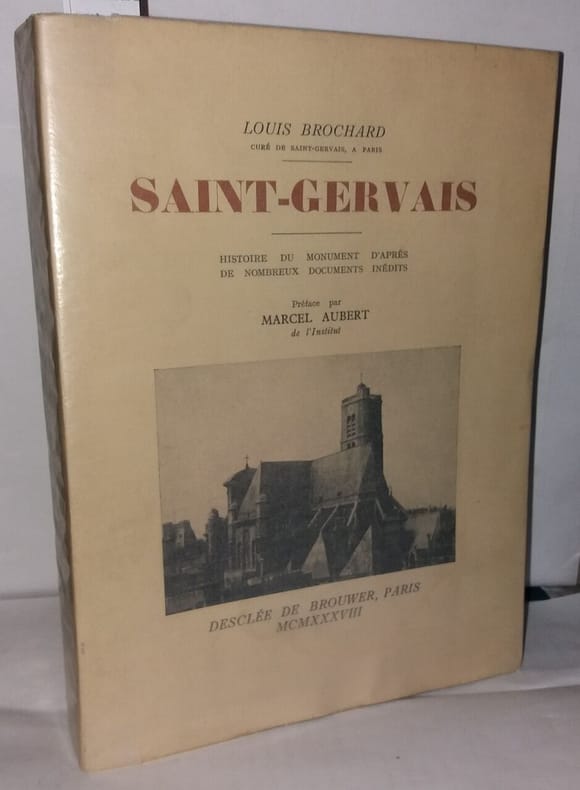 LOUIS BROCHARD
CURÉ DE SAINT-GERVAIS, A PARIS
SAINT-GERVAIS
HISTOIRE DU MONUMENT D'APRÉS
DE NOMBREUX DOCUMENTS INÉDITS
Préface par
MARCEL AUBERT
de l'Institut
DESCLÉE DE BROUWER, PARIS
MCMXXXVIII